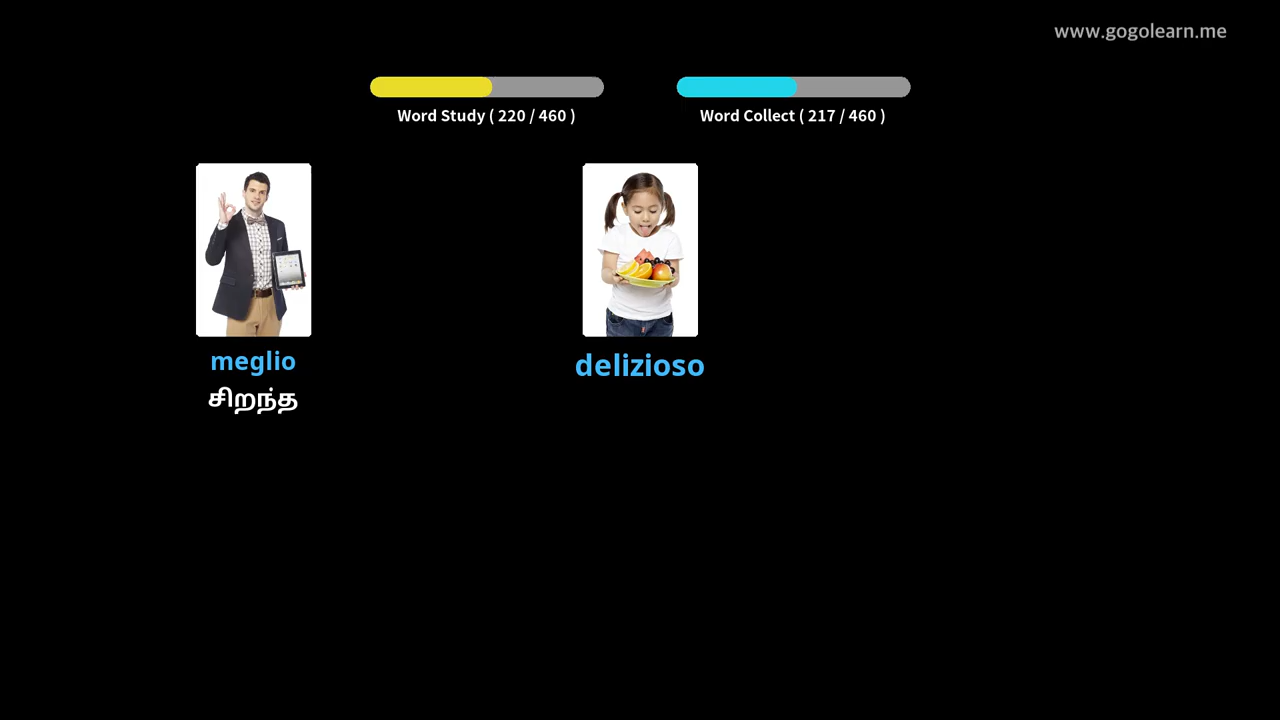 www.gogolearn.me
Word Study ( 220 / 460 )
Word Collect ( 217 / 460 )
meglio
சிறந்த
delizioso